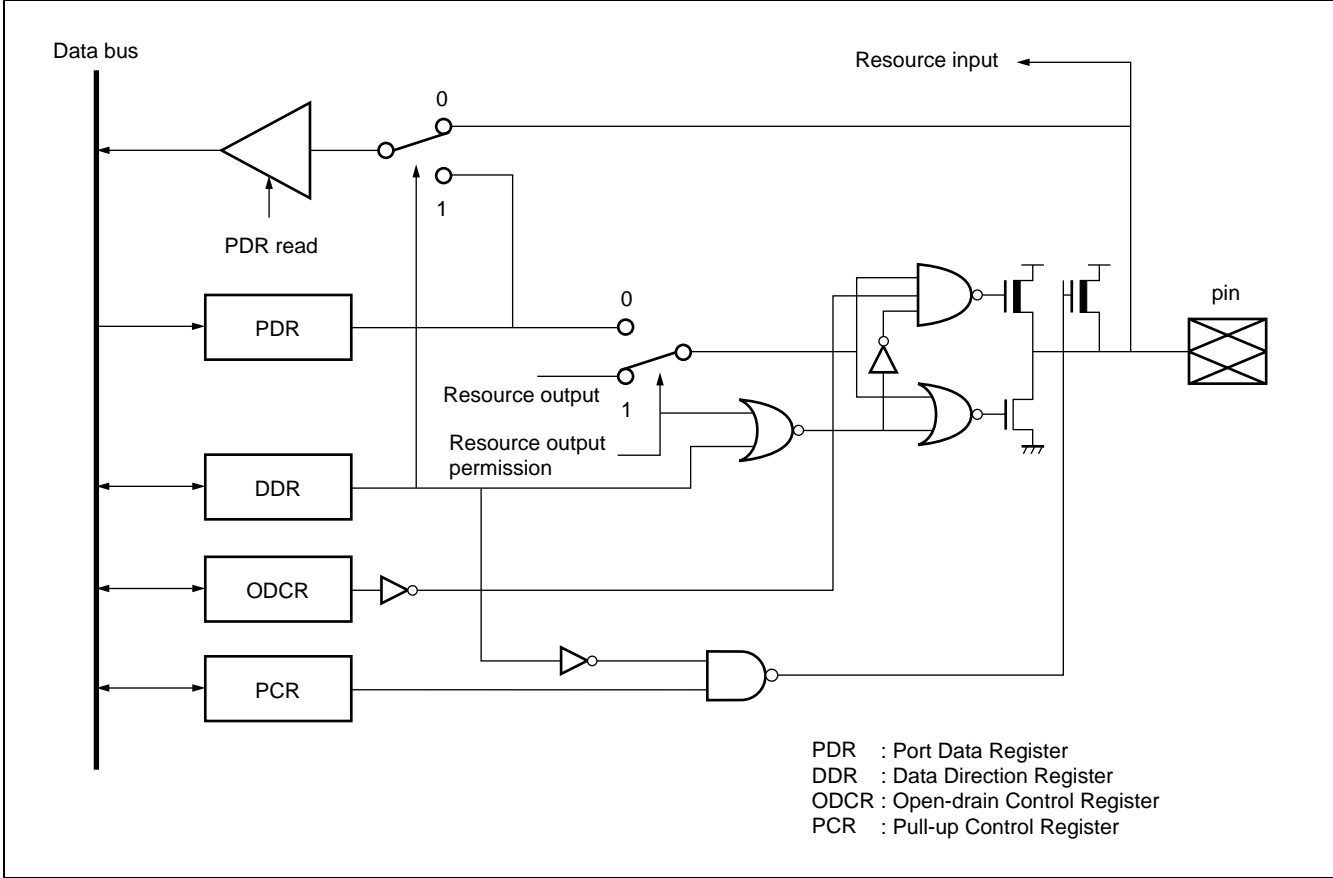 Data bus
Resource input
0
1
PDR read
pin
0
PDR
Resource output
1
Resource output
permission
DDR
ODCR
PCR
PDR : Port Data Register
DDR : Data Direction Register
ODCR : Open-drain Control Register
PCR : Pull-up Control Register